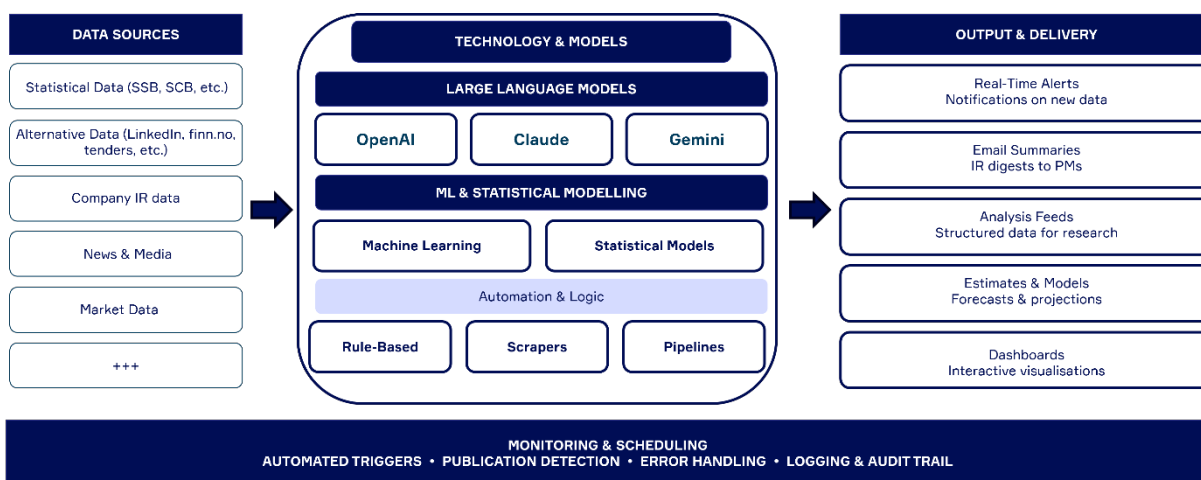 DATA SOURCES
Statistical Data (SSB, SCB, etc.)
Alternative Data (LinkedIn, finn.no,
tenders, etc.)
Company IR data
News & Media
Market Data
+++
TECHNOLOGY & MODELS
LARGE LANGUAGE MODELS
OpenAI
Claude
Gemini
ML & STATISTICAL MODELLING
Machine Learning
Statistical Models
Automation & Logic
Rule-Based
Scrapers
Pipelines
OUTPUT & DELIVERY
Real-Time Alerts
Notifications on new data
Email Summaries
IR digests to PMs
Analysis Feeds
Structured data for research
Estimates & Models
Forecasts & projections
Dashboards
Interactive visualisations
MONITORING & SCHEDULING
AUTOMATED TRIGGERS • PUBLICATION DETECTION • ERROR HANDLING • LOGGING & AUDIT TRAIL